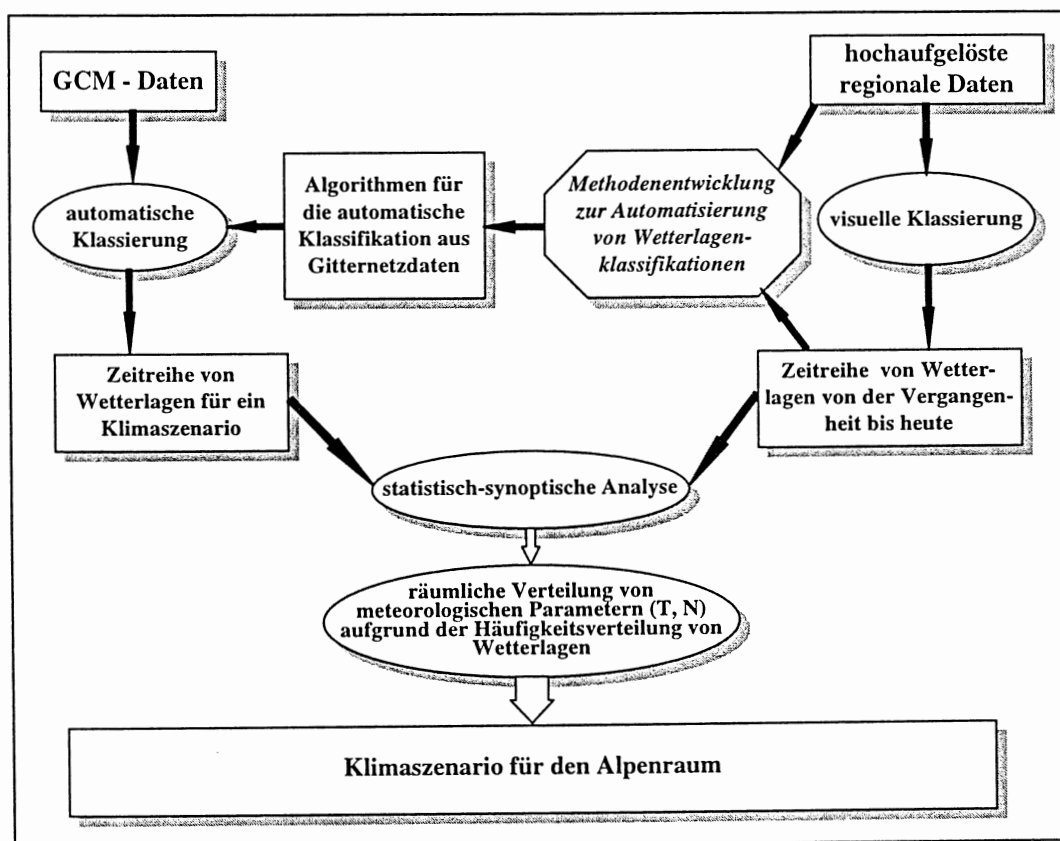 GCM - Daten
hochaufgelöste
regionale Daten
automatische
Klassierung
Algorithmen für
die automatische
Klassifikation aus
Gitternetzdaten
Methodenentwicklung
zur Automatisierung
von Wetterlagen-
klassifikationen
visuelle Klassierung
Zeitreihe von
Wetterlagen für ein
Klimaszenario
Zeitreihe von Wetter-
lagen von der Vergangen-
heit bis heute
statistisch-synoptische Analyse
räumliche Verteilung von
meteorologischen Parametern (T, N)
aufgrund der Häufigkeitsverteilung von
Wetterlagen
Klimaszenario für den Alpenraum